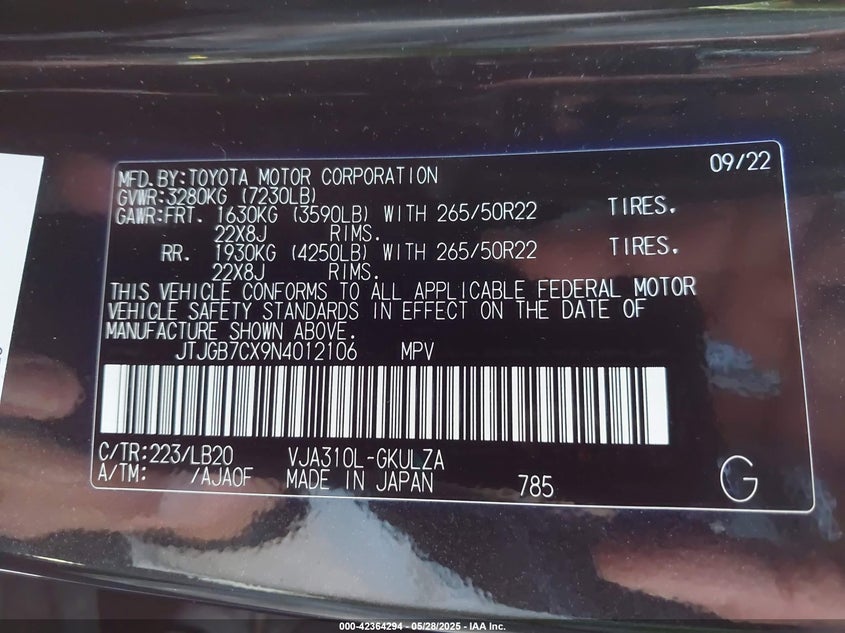 09/22
MFD.BY:TOYOTA MOTOR CORPORATION
GVWR:3280KG (7230LB)
GAWR:FRT. 1630KG (3590LB) WITH 265/50R22 TIRES.
22X8J RIMS.
RR. 1930KG (4250LB) WITH 265/50R22 TIRES.
22X8J RIMS.
THIS VEHICLE CONFORMS TO ALL APPLICABLE FEDERAL MOTOR
VEHICLE SAFETY STANDARDS IN EFFECT ON THE DATE OF
MANUFACTURE SHOWN ABOVE.
JTJGB7CX9N4012106 MPV
C/TR:223/LB20 VJA310L-GKULZA
A/TM: /AJA0F MADE IN JAPAN 785 G
000-42364294 - 05/28/2025 - IAA Inc.